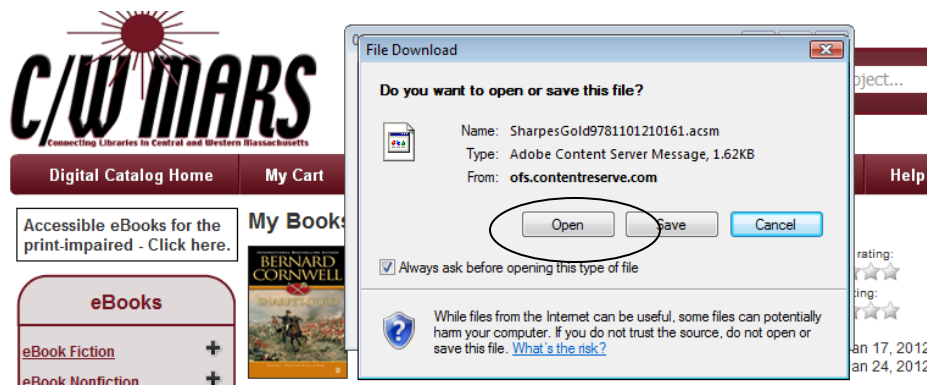 C/W MARS
Connecting Libraries in Central and Western Massachusetts
Digital Catalog Home
My Cart
Help
Accessible eBooks for the
print-impaired - Click here.
My Books
BERNARD
CORNWELL
SHARPE'S GOLD
eBooks
eBook Fiction
eBook Nonfiction
File Download
Do you want to open or save this file?
Name: SharpesGold9781101210161.acsm
Type: Adobe Content Server Message, 1.62KB
From: ofs.contentreserve.com
Open Save Cancel
Always ask before opening this type of file
While files from the Internet can be useful, some files can potentially
harm your computer. If you do not trust the source, do not open or
save this file. What's the risk?
oject...
rating:
ting:
an 17, 2012
an 24, 2012